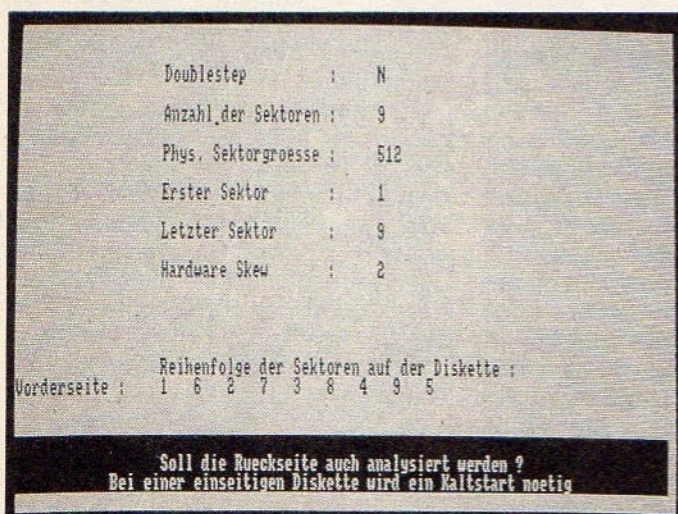 Doublestep : N
Anzahl der Sektoren : 9
Phys. Sektorgroesse : 512
Erster Sektor : 1
Letzter Sektor : 9
Hardware Skew : 2
Reihenfolge der Sektoren auf der Diskette :
Vorderseite : 1 6 2 7 3 8 4 9 5
Soll die Rueckseite auch analysiert werden ?
Bei einer einseitigen Diskette wird ein Kaltstart noetig